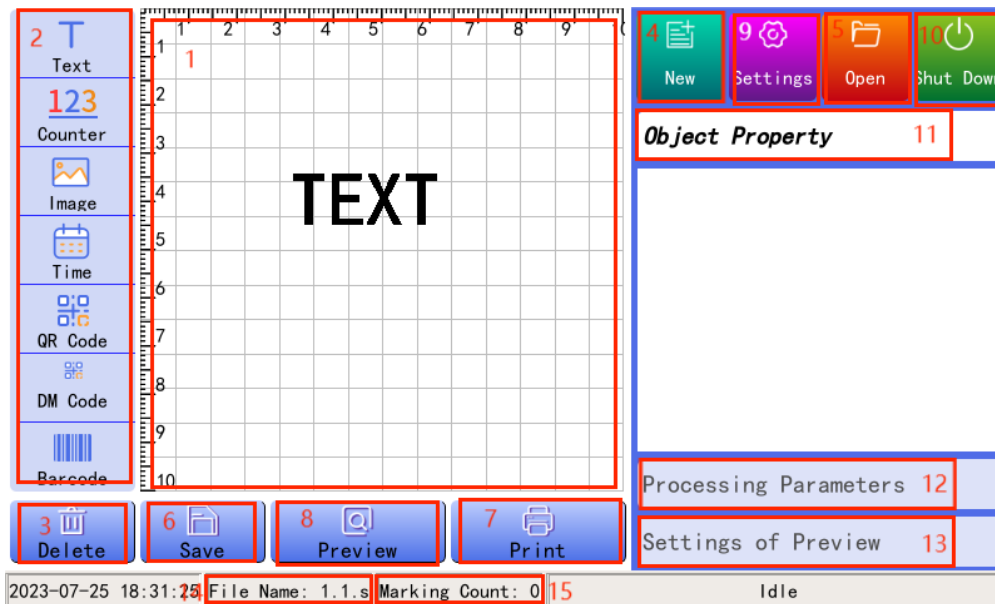 2 Text
123
Counter
Image
Time
QR Code
DM Code
Barcode
1 2 3 4 5 6 7 8 9
1
1
2
3
4
5
6
7
8
9
10
TEXT
4 New
9 Settings
5 Open
10 Shut Down
Object Property 11
Processing Parameters 12
Settings of Preview 13
3 Delete
6 Save
8 Preview
7 Print
2023-07-25 18:31:25
14
File Name: 1.1.s
Marking Count: 0
15
Idle